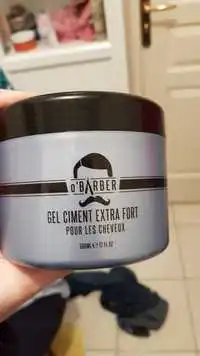 O'BARBER
GEL CIMENT EXTRA FORT
POUR LES CHEVEUX